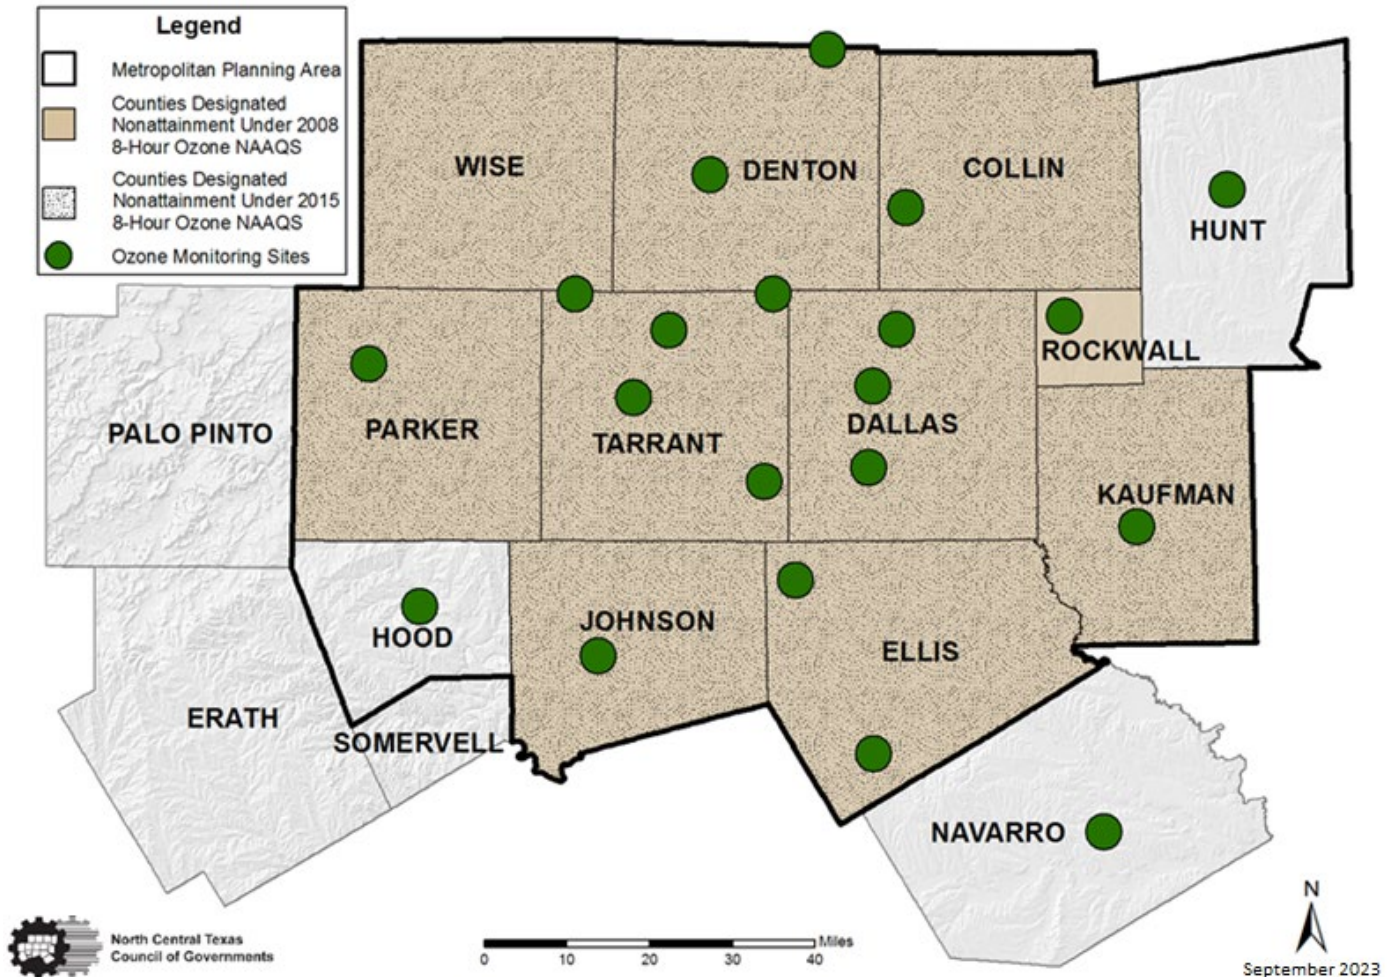 Legend
Metropolitan Planning Area
Counties Designated
Nonattainment Under 2008
8-Hour Ozone NAAQS
Counties Designated
Nonattainment Under 2015
8-Hour Ozone NAAQS
Ozone Monitoring Sites
WISE
DENTON
COLLIN
HUNT
ROCKWALL
PALO PINTO
PARKER
TARRANT
DALLAS
KAUFMAN
HOOD
JOHNSON
ELLIS
ERATH
SOMERVELL
NAVARRO
North Central Texas
Council of Governments
Miles
0 10 20 30 40
N
September 2023